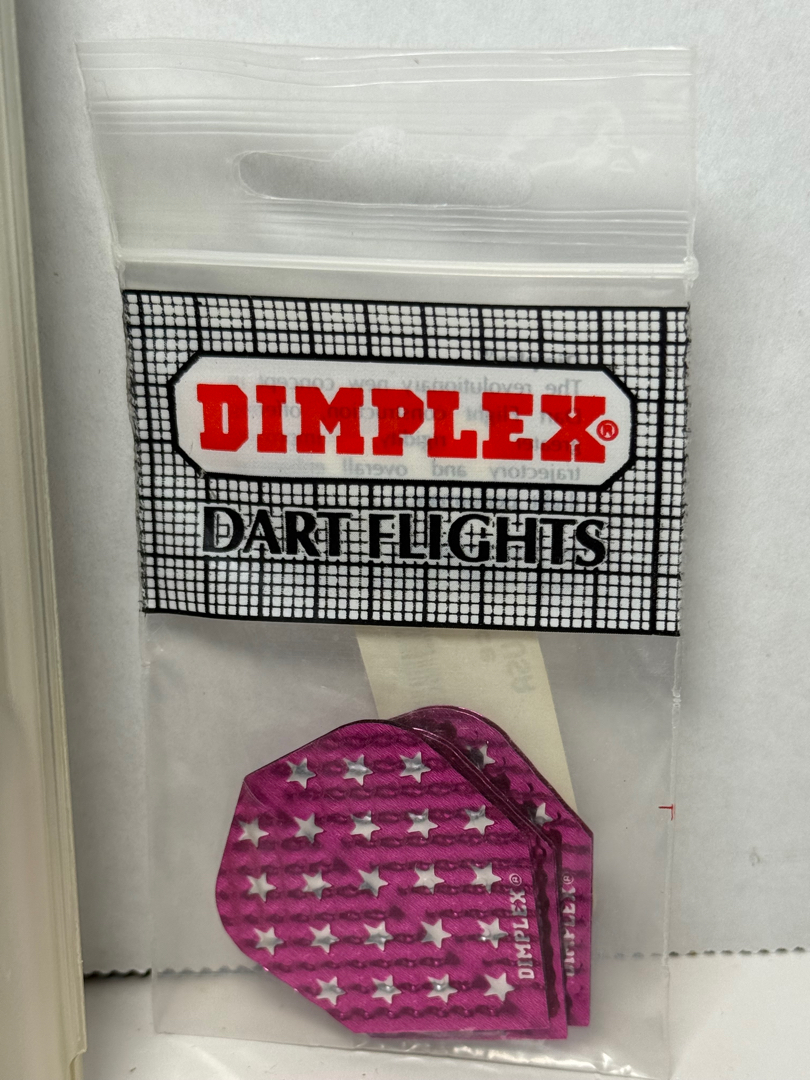 DIMPLEX®
DART FLIGHTS
The revolutionary new concept
trajectory and overall
DIMPLEX®
DIMPLEX®
T